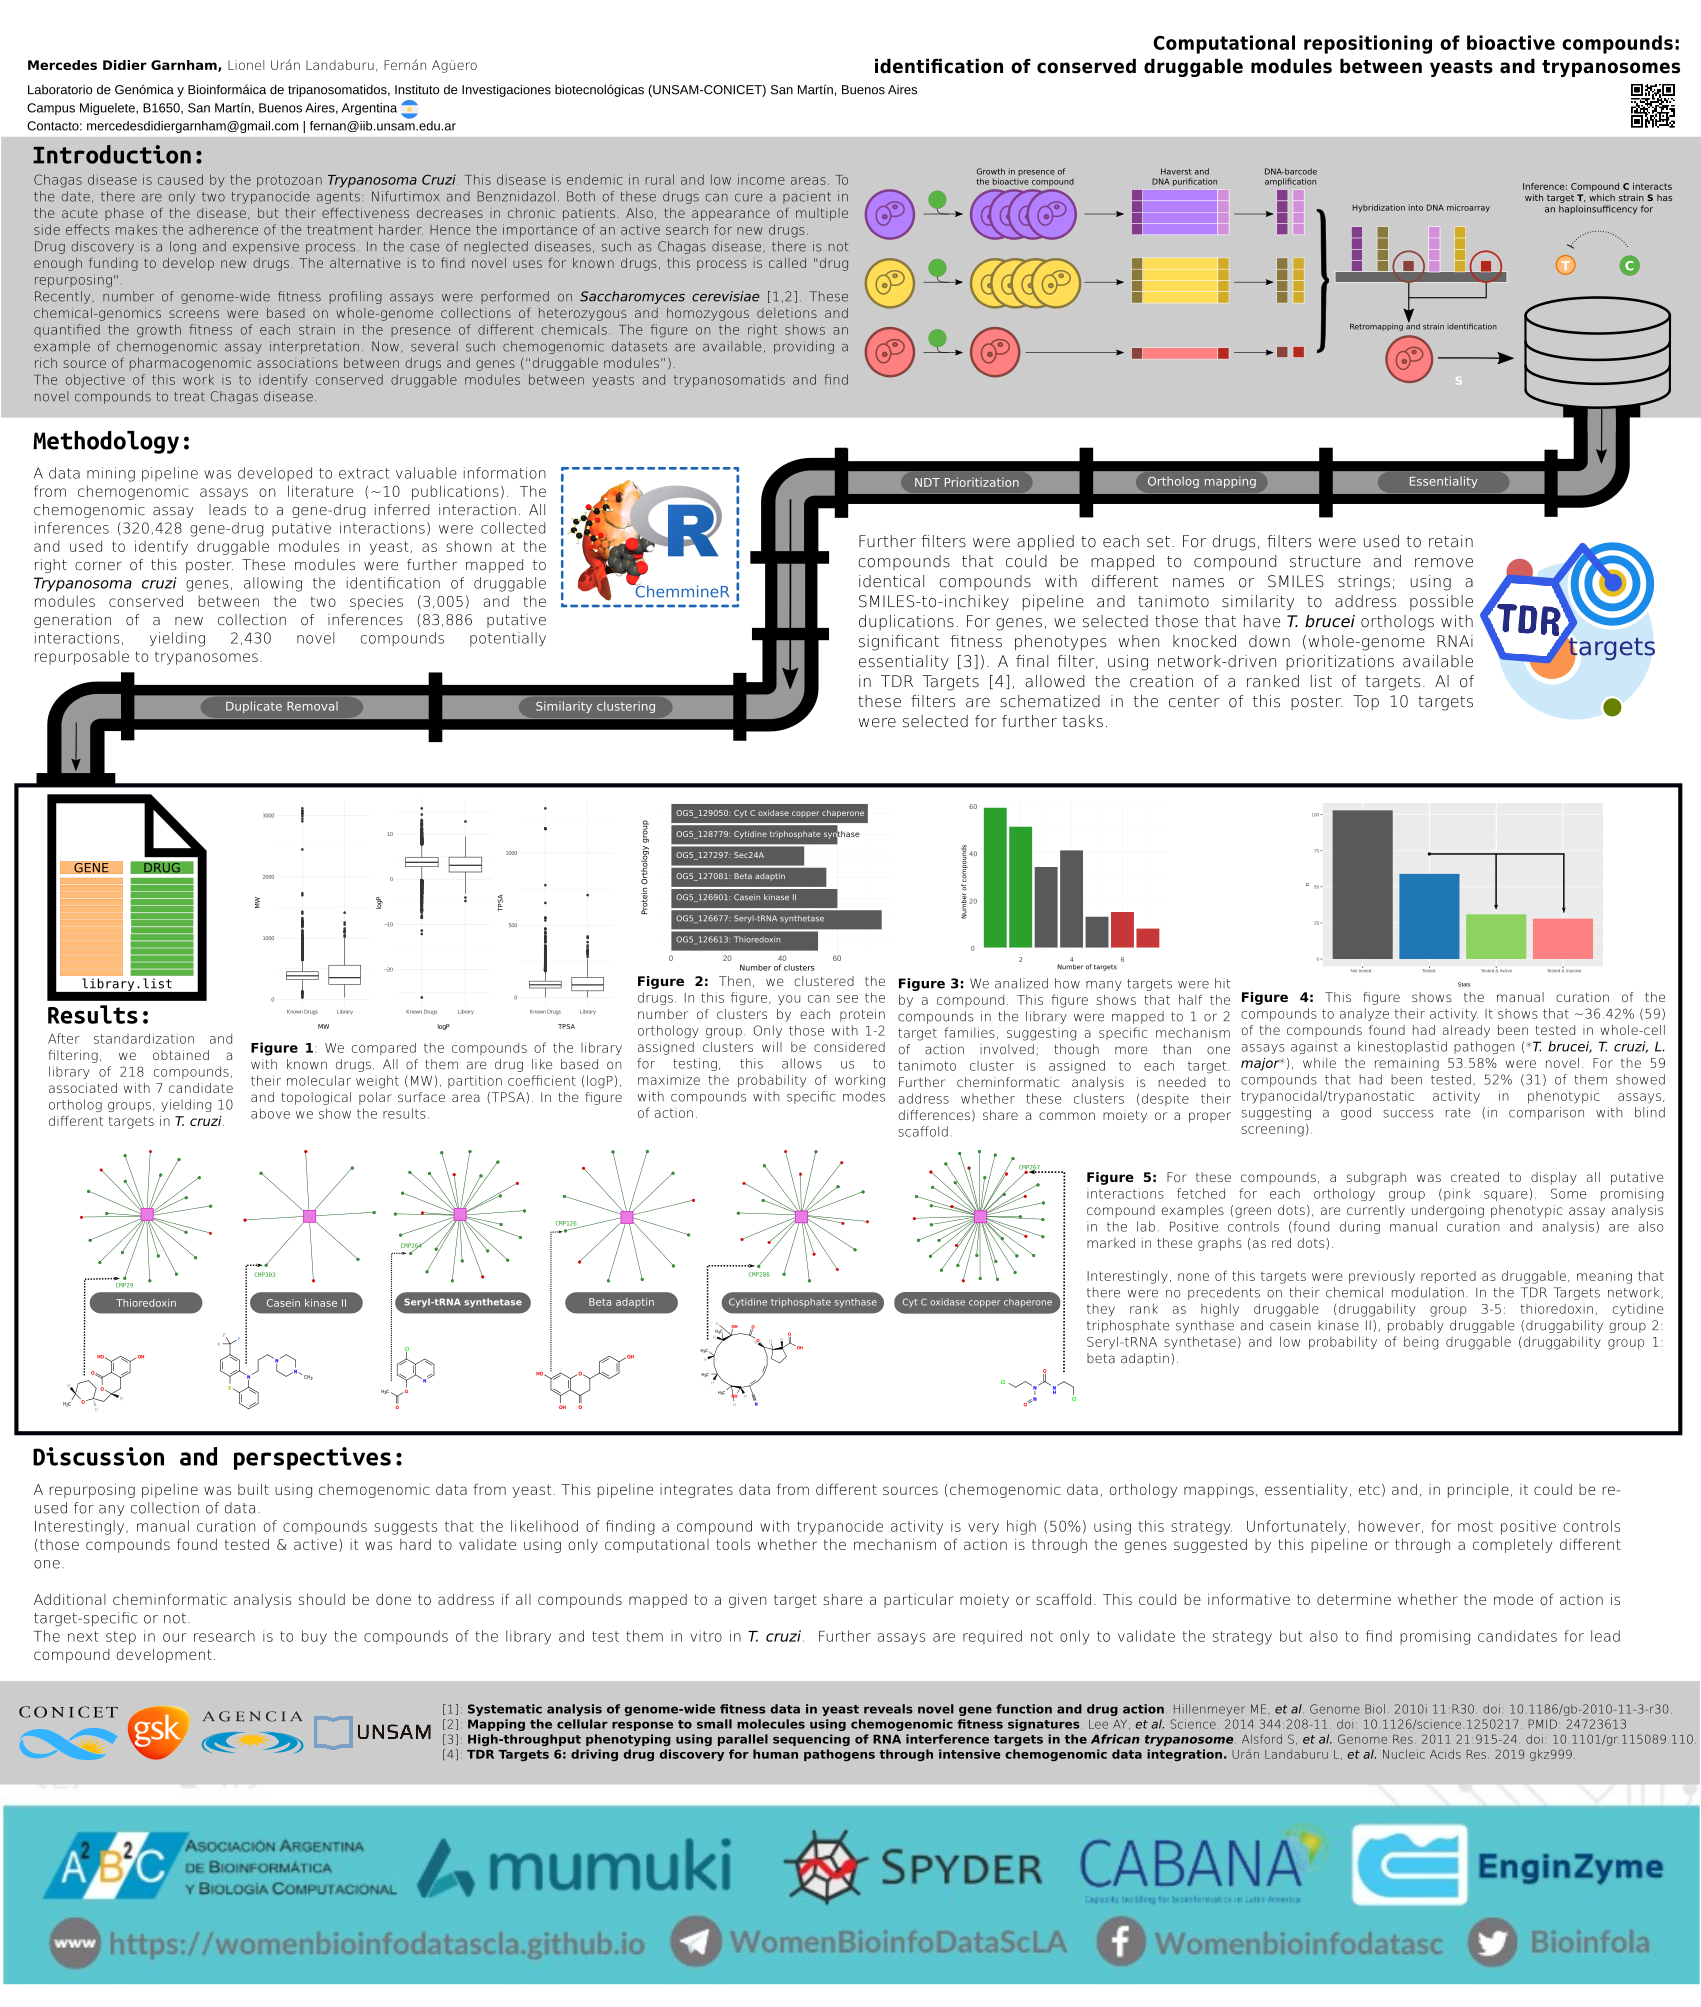 Computational repositioning of bioactive compounds:
identification of conserved druggable modules between yeasts and trypanosomes
Mercedes Didier Garnham, Lionel Urán Landaburu, Fernán Agüero
Laboratorio de Genómica y Bioinformáica de tripanosomatidos, Instituto de Investigaciones biotecnológicas (UNSAM-CONICET) San Martín, Buenos Aires
Campus Miguelete, B1650, San Martín, Buenos Aires, Argentina
Contacto: mercedesdidiergarnham@gmail.com | fernan@iib.unsam.edu.ar
Introduction:
Chagas disease is caused by the protozoan Trypanosoma Cruzi. This disease is endemic in rural and low income areas. To
the date, there are only two trypanocide agents: Nifurtimox and Benznidazol. Both of these drugs can cure a pacient in
the acute phase of the disease, but their effectiveness decreases in chronic patients. Also, the appearance of multiple
side effects makes the adherence of the treatment harder. Hence the importance of an active search for new drugs.
Drug discovery is a long and expensive process. In the case of neglected diseases, such as Chagas disease, there is not
enough funding to develop new drugs. The alternative is to find novel uses for known drugs, this process is called "drug
repurposing".
Recently, number of genome-wide fitness profiling assays were performed on Saccharomyces cerevisiae [1,2]. These
chemical-genomics screens were based on whole-genome collections of heterozygous and homozygous deletions and
quantified the growth fitness of each strain in the presence of different chemicals. The figure on the right shows an
example of chemogenomic assay interpretation. Now, several such chemogenomic datasets are available, providing a
rich source of pharmacogenomic associations between drugs and genes (“druggable modules”).
The objective of this work is to identify conserved druggable modules between yeasts and trypanosomatids and find
novel compounds to treat Chagas disease.
Growth in presence of
the bioactive compound
Haverst and
DNA purification
DNA-barcode
amplification
Hybridization into DNA microarray
Inference: Compound C interacts
with target T, which strain S has
an haploinsufficency for
T
C
Retromapping and strain identification
S
Methodology:
A data mining pipeline was developed to extract valuable information
from chemogenomic assays on literature (~10 publications). The
chemogenomic assay leads to a gene-drug inferred interaction. All
inferences (320,428 gene-drug putative interactions) were collected
and used to identify druggable modules in yeast, as shown at the
right corner of this poster. These modules were further mapped to
Trypanosoma cruzi genes, allowing the identification of druggable
modules conserved between the two species (3,005) and the
generation of a new collection of inferences (83,886 putative
interactions, yielding 2,430 novel compounds potentially
repurposable to trypanosomes.
R
ChemmineR
NDT Prioritization
Ortholog mapping
Essentiality
Further filters were applied to each set. For drugs, filters were used to retain
compounds that could be mapped to compound structure and remove
identical compounds with different names or SMILES strings; using a
SMILES-to-inchikey pipeline and tanimoto similarity to address possible
duplications. For genes, we selected those that have T. brucei orthologs with
significant fitness phenotypes when knocked down (whole-genome RNAi
essentiality [3]). A final filter, using network-driven prioritizations available
in TDR Targets [4], allowed the creation of a ranked list of targets. Al of
these filters are schematized in the center of this poster. Top 10 targets
were selected for further tasks.
TDR
targets
Duplicate Removal
Similarity clustering
GENE
DRUG
library.list
Results:
After standardization and
filtering, we obtained a
library of 218 compounds,
associated with 7 candidate
ortholog groups, yielding 10
different targets in T. cruzi.
MW
3000
2000
1000
0
Known Drugs
Library
MW
logP
10
0
−10
−20
Known Drugs
Library
logP
TPSA
1000
500
0
Known Drugs
Library
TPSA
Figure 1: We compared the compounds of the library
with known drugs. All of them are drug like based on
their molecular weight (MW), partition coefficient (logP),
and topological polar surface area (TPSA). In the figure
above we show the results.
Protein Orthology group
OG5_129050: Cyt C oxidase copper chaperone
OG5_128779: Cytidine triphosphate synthase
OG5_127297: Sec24A
OG5_127081: Beta adaptin
OG5_126901: Casein kinase II
OG5_126677: Seryl-tRNA synthetase
OG5_126613: Thioredoxin
0
20
40
60
Number of clusters
Figure 2: Then, we clustered the
drugs. In this figure, you can see the
number of clusters by each protein
orthology group. Only those with 1-2
assigned clusters will be considered
for testing, this allows us to
maximize the probability of working
with compounds with specific modes
of action.
Number of compounds
60
40
20
0
2
4
6
Number of targets
Figure 3: We analized how many targets were hit
by a compound. This figure shows that half the
compounds in the library were mapped to 1 or 2
target families, suggesting a specific mechanism
of action involved; though more than one
tanimoto cluster is assigned to each target.
Further cheminformatic analysis is needed to
address whether these clusters (despite their
differences) share a common moiety or a proper
scaffold.
n
100
75
50
25
0
Not tested
Tested
Tested & Active
Tested & Inactive
Stats
Figure 4: This figure shows the manual curation of the
compounds to analyze their activity. It shows that ~36.42% (59)
of the compounds found had already been tested in whole-cell
assays against a kinestoplastid pathogen (*T. brucei, T. cruzi, L.
major*), while the remaining 53.58% were novel. For the 59
compounds that had been tested, 52% (31) of them showed
trypanocidal/trypanostatic activity in phenotypic assays,
suggesting a good success rate (in comparison with blind
screening).
CMP29
CMP303
CMP264
CMP126
CMP286
CMP267
Thioredoxin
Casein kinase II
Seryl-tRNA synthetase
Beta adaptin
Cytidine triphosphate synthase
Cyt C oxidase copper chaperone
Figure 5: For these compounds, a subgraph was created to display all putative
interactions fetched for each orthology group (pink square). Some promising
compound examples (green dots), are currently undergoing phenotypic assay analysis
in the lab. Positive controls (found during manual curation and analysis) are also
marked in these graphs (as red dots).
Interestingly, none of this targets were previously reported as druggable, meaning that
there were no precedents on their chemical modulation. In the TDR Targets network,
they rank as highly druggable (druggability group 3-5: thioredoxin, cytidine
triphosphate synthase and casein kinase II), probably druggable (druggability group 2:
Seryl-tRNA synthetase) and low probability of being druggable (druggability group 1:
beta adaptin).
Discussion and perspectives:
A repurposing pipeline was built using chemogenomic data from yeast. This pipeline integrates data from different sources (chemogenomic data, orthology mappings, essentiality, etc) and, in principle, it could be re-
used for any collection of data.
Interestingly, manual curation of compounds suggests that the likelihood of finding a compound with trypanocide activity is very high (50%) using this strategy. Unfortunately, however, for most positive controls
(those compounds found tested & active) it was hard to validate using only computational tools whether the mechanism of action is through the genes suggested by this pipeline or through a completely different
one.
Additional cheminformatic analysis should be done to address if all compounds mapped to a given target share a particular moiety or scaffold. This could be informative to determine whether the mode of action is
target-specific or not.
The next step in our research is to buy the compounds of the library and test them in vitro in T. cruzi. Further assays are required not only to validate the strategy but also to find promising candidates for lead
compound development.
CONICET
gsk
AGENCIA
UNSAM
[1]: Systematic analysis of genome-wide fitness data in yeast reveals novel gene function and drug action. Hillenmeyer ME, et al. Genome Biol. 2010i 11:R30. doi: 10.1186/gb-2010-11-3-r30.
[2]: Mapping the cellular response to small molecules using chemogenomic fitness signatures. Lee AY, et al. Science. 2014 344:208-11. doi: 10.1126/science.1250217. PMID: 24723613
[3]: High-throughput phenotyping using parallel sequencing of RNA interference targets in the African trypanosome. Alsford S, et al. Genome Res. 2011 21:915-24. doi: 10.1101/gr.115089.110.
[4]: TDR Targets 6: driving drug discovery for human pathogens through intensive chemogenomic data integration. Urán Landaburu L, et al. Nucleic Acids Res. 2019 gkz999.
A2B2C
ASOCIACIÓN ARGENTINA
DE BIOINFORMÁTICA
Y BIOLOGÍA COMPUTACIONAL
mumuki
SPYDER
CABANA
Capacity building for bioinformatics in Latin America
EnginZyme
www
https://womenbioinfodatascla.github.io
WomenBioinfoDataScLA
Womenbioinfodatasc
Bioinfola